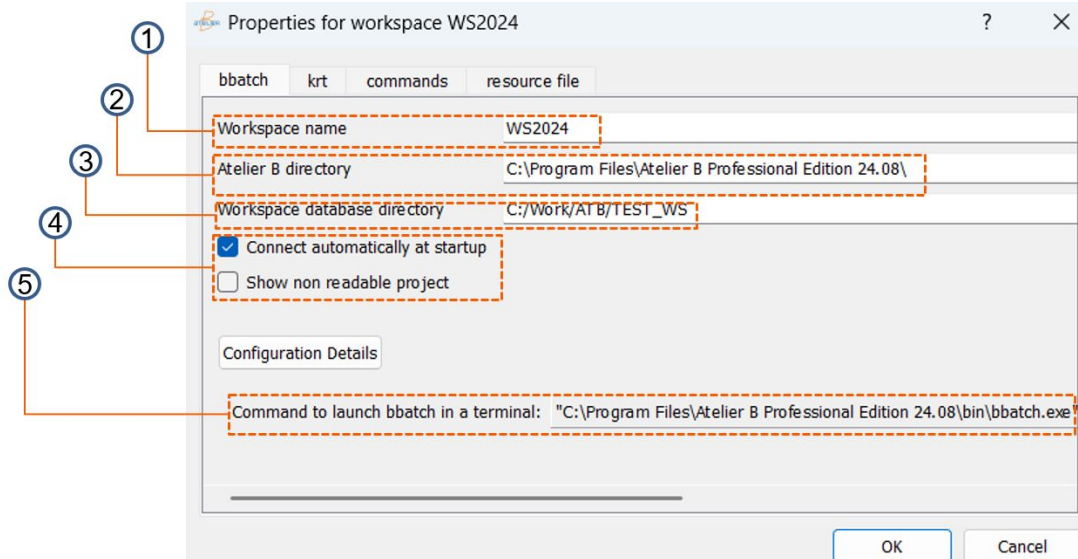 ATELIER B Properties for workspace WS2024 ?
1
bbatch krt commands resource file
2
Workspace name WS2024
3
Atelier B directory C:\Program Files\Atelier B Professional Edition 24.08\
4
Workspace database directory C:/Work/ATB/TEST_WS
Connect automatically at startup
5
Show non readable project
Configuration Details
Command to launch bbatch in a terminal: "C:\Program Files\Atelier B Professional Edition 24.08\bin\bbatch.exe"
OK Cancel